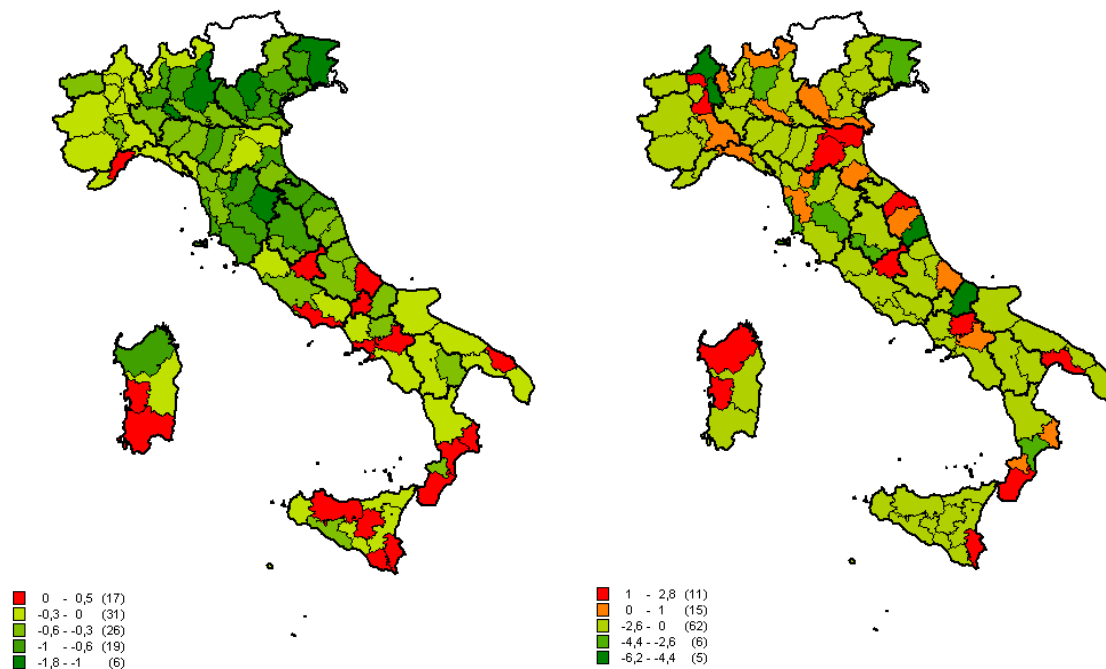 0 - 0,5 (17)
-0,3 - 0 (31)
-0,6 - -0,3 (26)
-1 - -0,6 (19)
-1,8 - -1 (6)
1 - 2,8 (11)
0 - 1 (15)
-2,6 - 0 (62)
-4,4 - -2,6 (6)
-6,2 - -4,4 (5)